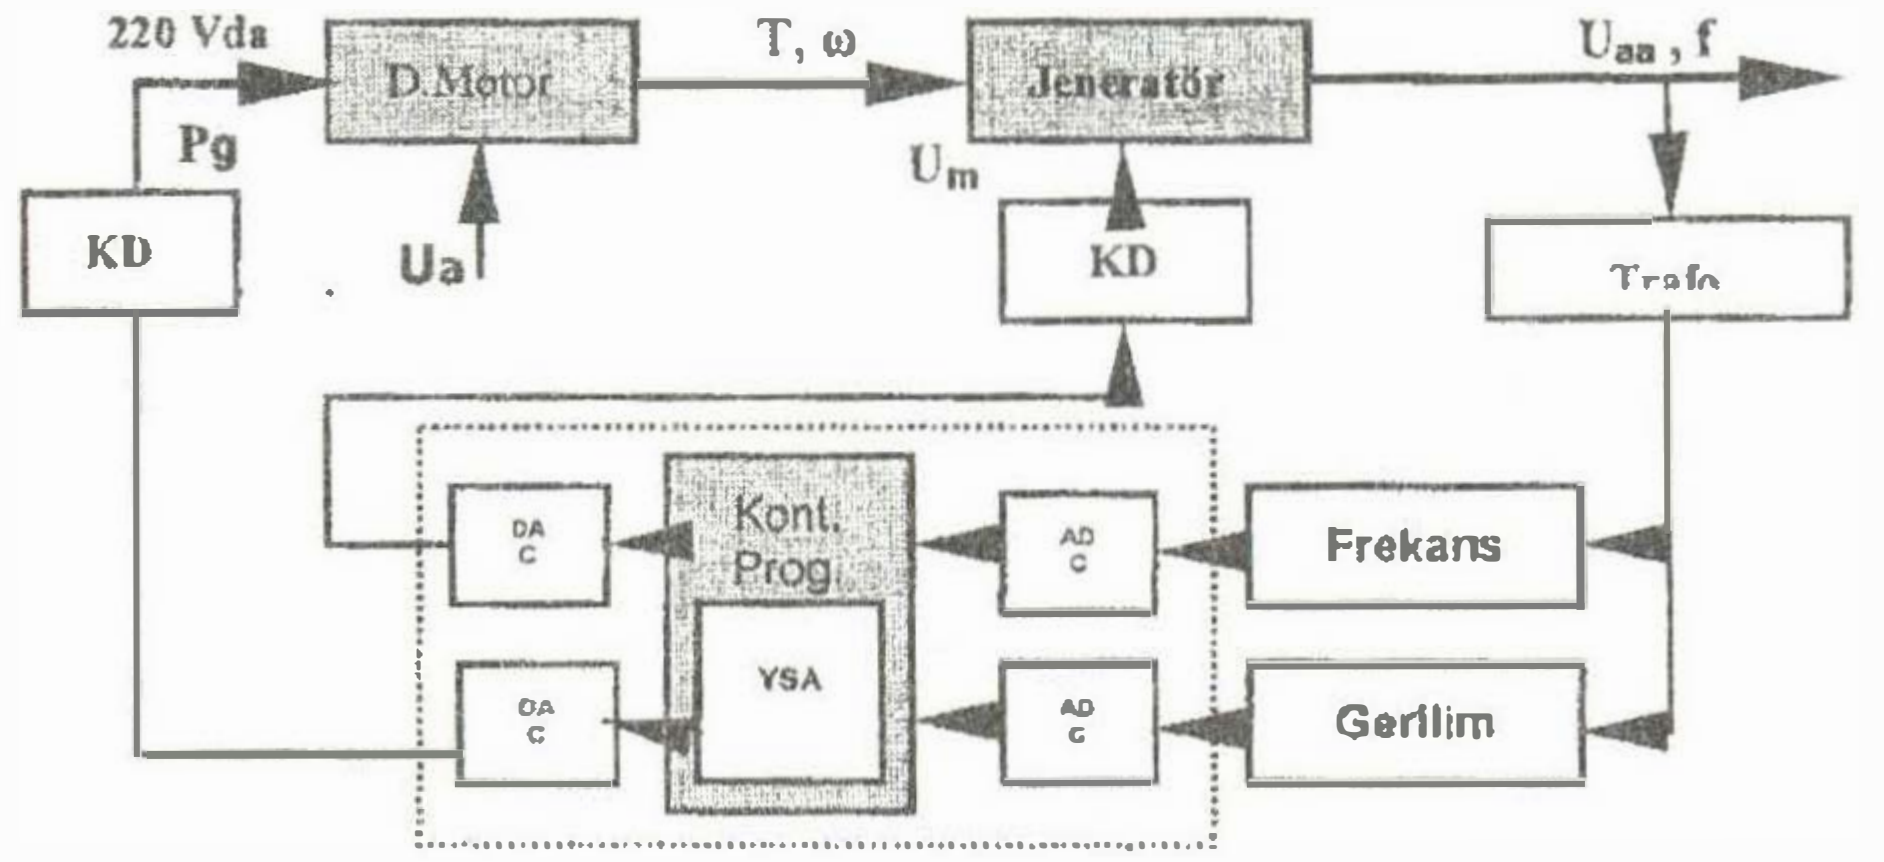 220 Vda
D.Motor
T, ω
Jeneratör
Uaa , f
Pg
Um
KD
Ua
KD
Trafo
Kont.
Prog.
DA
C
AD
C
Frekans
YSA
DA
C
AD
C
Gerilim